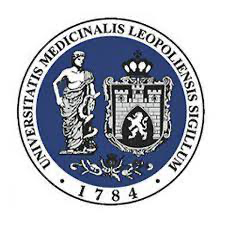 UNIVERSITATIS MEDICINALIS LEOPOLIENSIS SIGILLUM
· 1784 ·